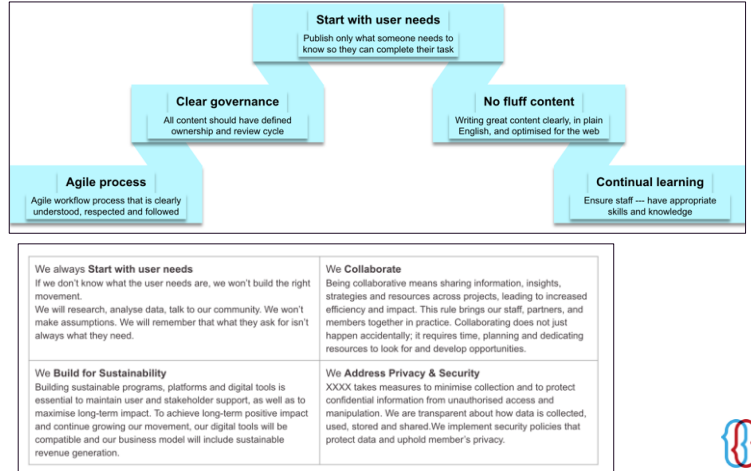 Start with user needs
Publish only what someone needs to
know so they can complete their task
Clear governance
All content should have defined
ownership and review cycle
No fluff content
Writing great content clearly, in plain
English, and optimised for the web
Agile process
Agile workflow process that is clearly
understood, respected and followed
Continual learning
Ensure staff --- have appropriate
skills and knowledge
We always Start with user needs
If we don't know what the user needs are, we won't build the right
movement.
We will research, analyse data, talk to our community. We won't
make assumptions. We will remember that what they ask for isn't
always what they need.
We Collaborate
Being collaborative means sharing information, insights,
strategies and resources across projects, leading to increased
efficiency and impact. This rule brings our staff, partners, and
members together in practice. Collaborating does not just
happen accidentally; it requires time, planning and dedicating
resources to look for and develop opportunities.
We Build for Sustainability
Building sustainable programs, platforms and digital tools is
essential to maintain user and stakeholder support, as well as to
maximise long-term impact. To achieve long-term positive impact
and continue growing our movement, our digital tools will be
compatible and our business model will include sustainable
revenue generation.
We Address Privacy & Security
XXXX takes measures to minimise collection and to protect
confidential information from unauthorised access and
manipulation. We are transparent about how data is collected,
used, stored and shared.We implement security policies that
protect data and uphold member's privacy.